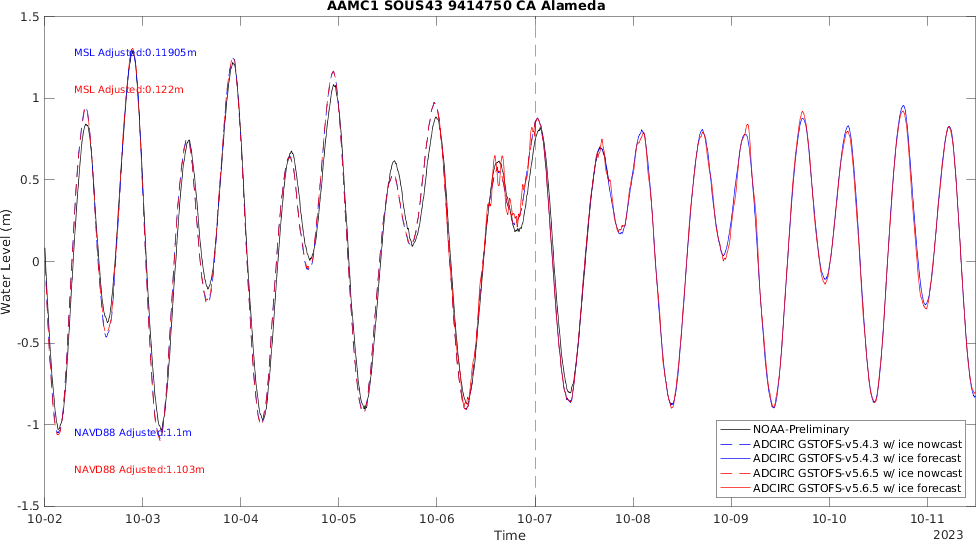 AAMC1 SOUS43 9414750 CA Alameda
1.5
MSL Adjusted:0.11905m
1
MSL Adjusted:0.122m
0.5
Water Level (m)
0
-0.5
-1
NAVD88 Adjusted:1.1m
NAVD88 Adjusted:1.103m
-1.5
NOAA-Preliminary
ADCIRC GSTOFS-v5.4.3 w/ ice nowcast
ADCIRC GSTOFS-v5.4.3 w/ ice forecast
ADCIRC GSTOFS-v5.6.5 w/ ice nowcast
ADCIRC GSTOFS-v5.6.5 w/ ice forecast
10-02 10-03 10-04 10-05 10-06 10-07 10-08 10-09 10-10 10-11
Time
2023